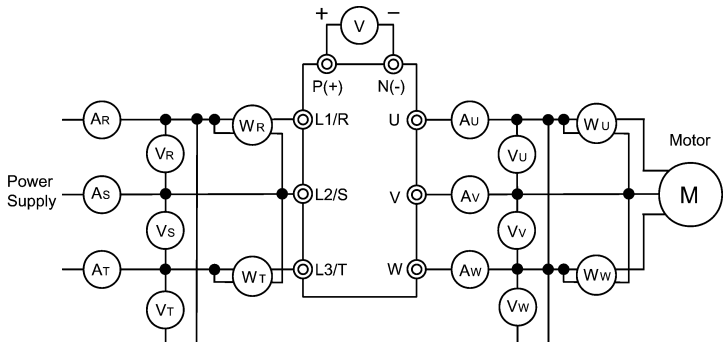 + V −
P(+) N(-)
AR WR L1/R U AU WU
Motor
VR VU
Power
Supply
AS L2/S V AV M
VS VV
AT WT L3/T W AW WW
VT VW